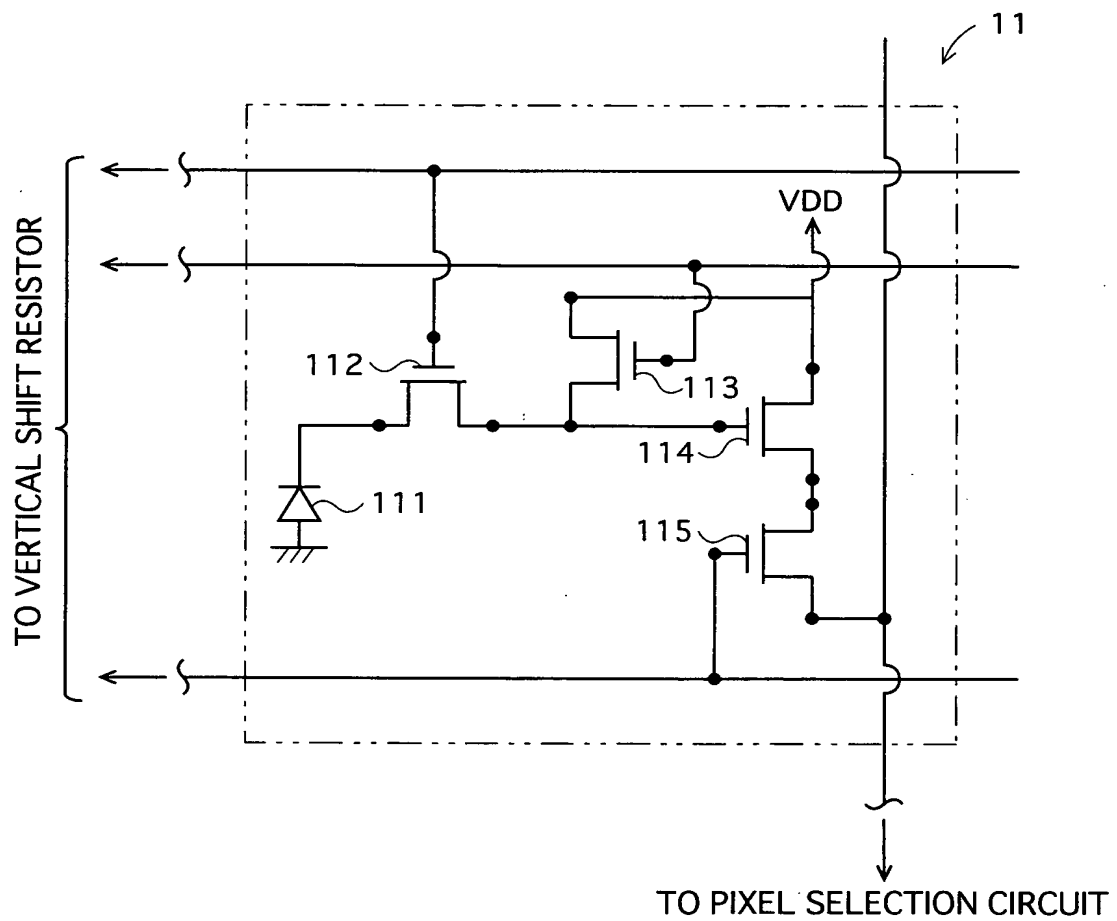 11
VDD
TO VERTICAL SHIFT RESISTOR
112
113
114
111
115
TO PIXEL SELECTION CIRCUIT